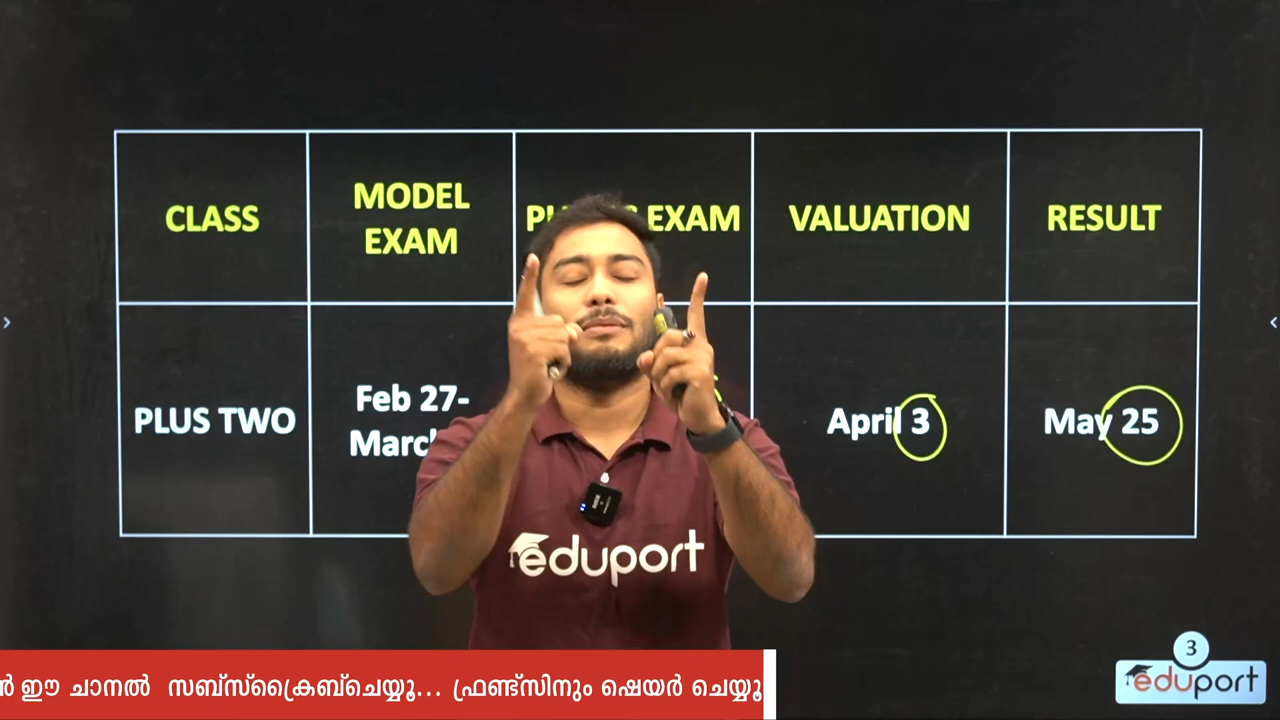 CLASS
MODEL
EXAM
EXAM
VALUATION
RESULT
PLUS TWO
Feb 27-
April 3
May 25
eduport
ഈ ചാനൽ സബ്സ്ക്രൈബ്ചെയ്യൂ... ഫ്രണ്ട്സിനും ഷെയർ ചെയ്യൂ
3
eduport